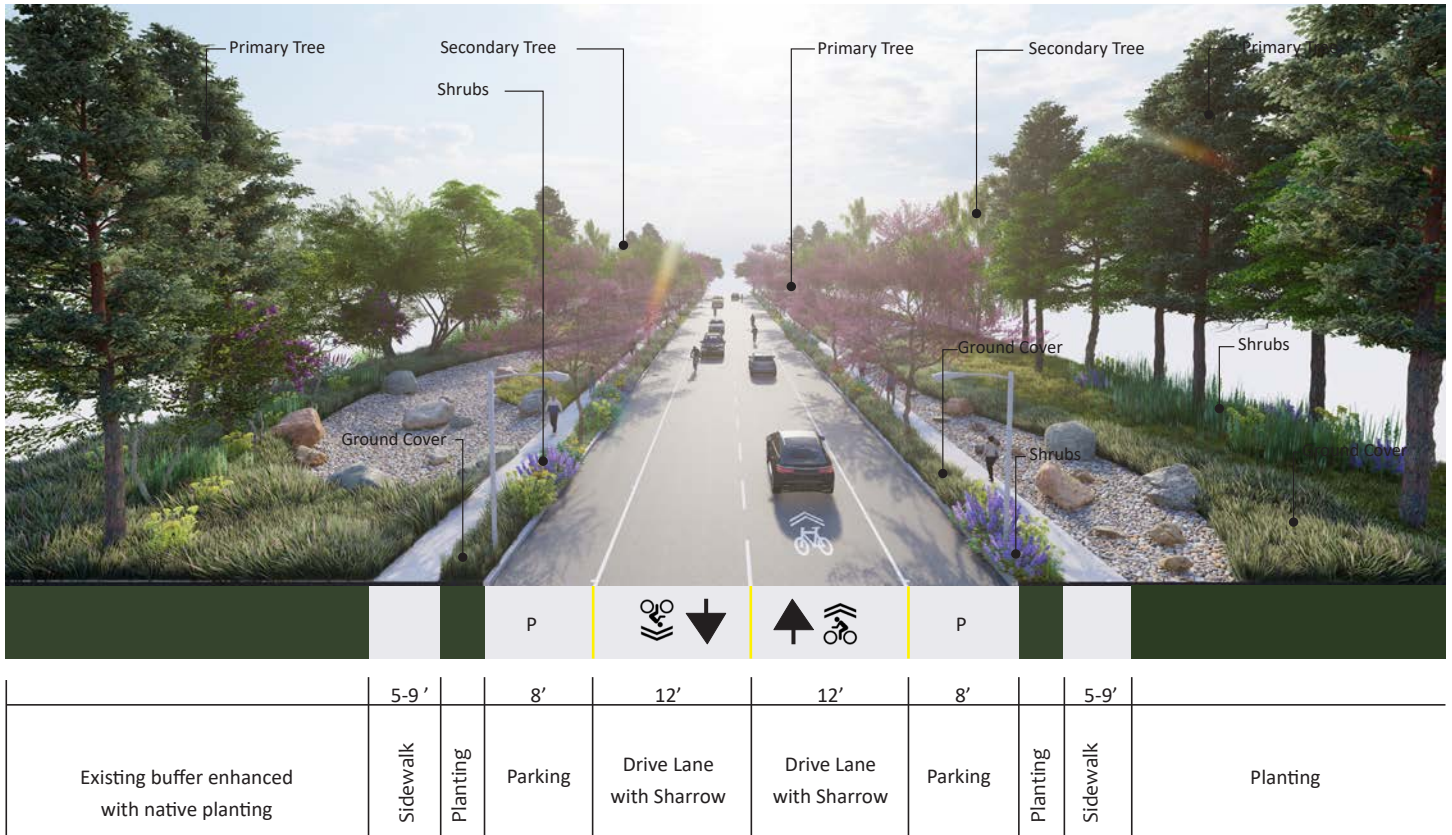 Primary Tree
Secondary Tree
Primary Tree
Secondary Tree
Primary Tree
Shrubs
Ground Cover
Shrubs
Ground Cover
Shrubs
Ground Cover
P
P
5-9 ’
8’
12’
12’
8’
5-9’
Existing buffer enhanced
with native planting
Sidewalk
Planting
Parking
Drive Lane
with Sharrow
Drive Lane
with Sharrow
Parking
Planting
Sidewalk
Planting